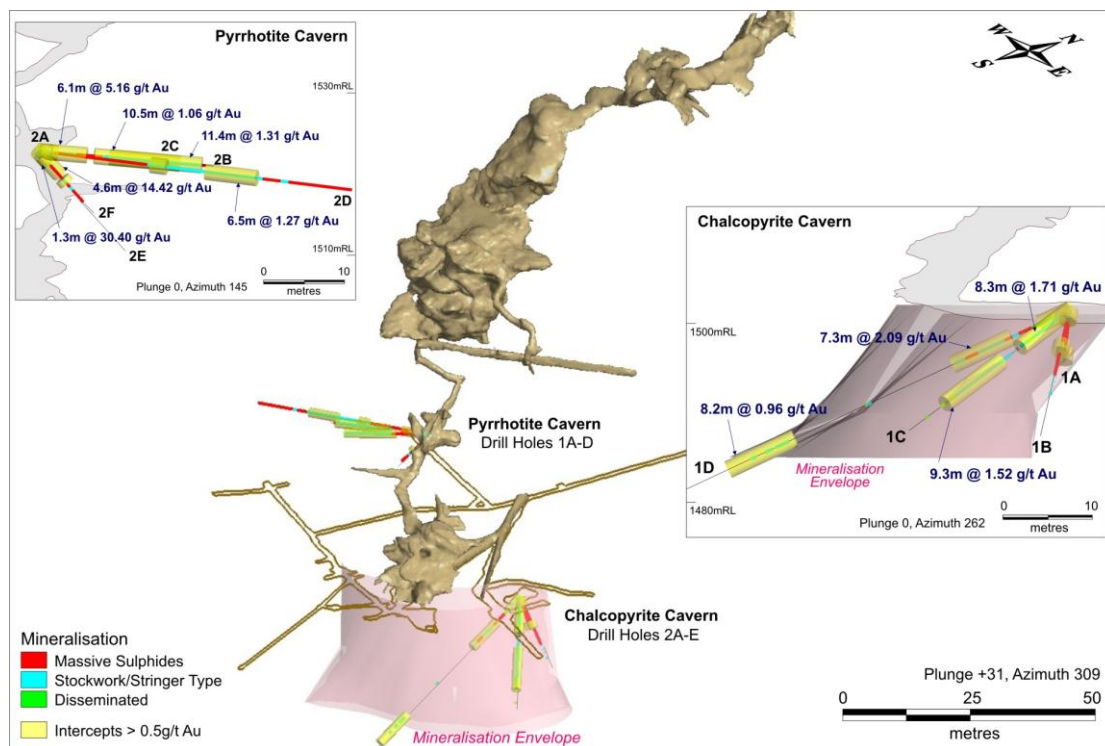 Pyrrhotite Cavern
1530mRL
6.1m @ 5.16 g/t Au
10.5m @ 1.06 g/t Au
11.4m @ 1.31 g/t Au
2A
2C
2B
4.6m @ 14.42 g/t Au
2D
2F
6.5m @ 1.27 g/t Au
1.3m @ 30.40 g/t Au
2E
1510mRL
0 10
metres
Plunge 0, Azimuth 145
W N
S E
Chalcopyrite Cavern
8.3m @ 1.71 g/t Au
1500mRL
7.3m @ 2.09 g/t Au
1A
8.2m @ 0.96 g/t Au
1C
1B
1D
Mineralisation
Envelope
9.3m @ 1.52 g/t Au
1480mRL
0 10
metres
Plunge 0, Azimuth 262
Pyrrhotite Cavern
Drill Holes 1A-D
Chalcopyrite Cavern
Drill Holes 2A-E
Mineralisation
Massive Sulphides
Stockwork/Stringer Type
Disseminated
Intercepts > 0.5g/t Au
Mineralisation Envelope
Plunge +31, Azimuth 309
0 25 50
metres